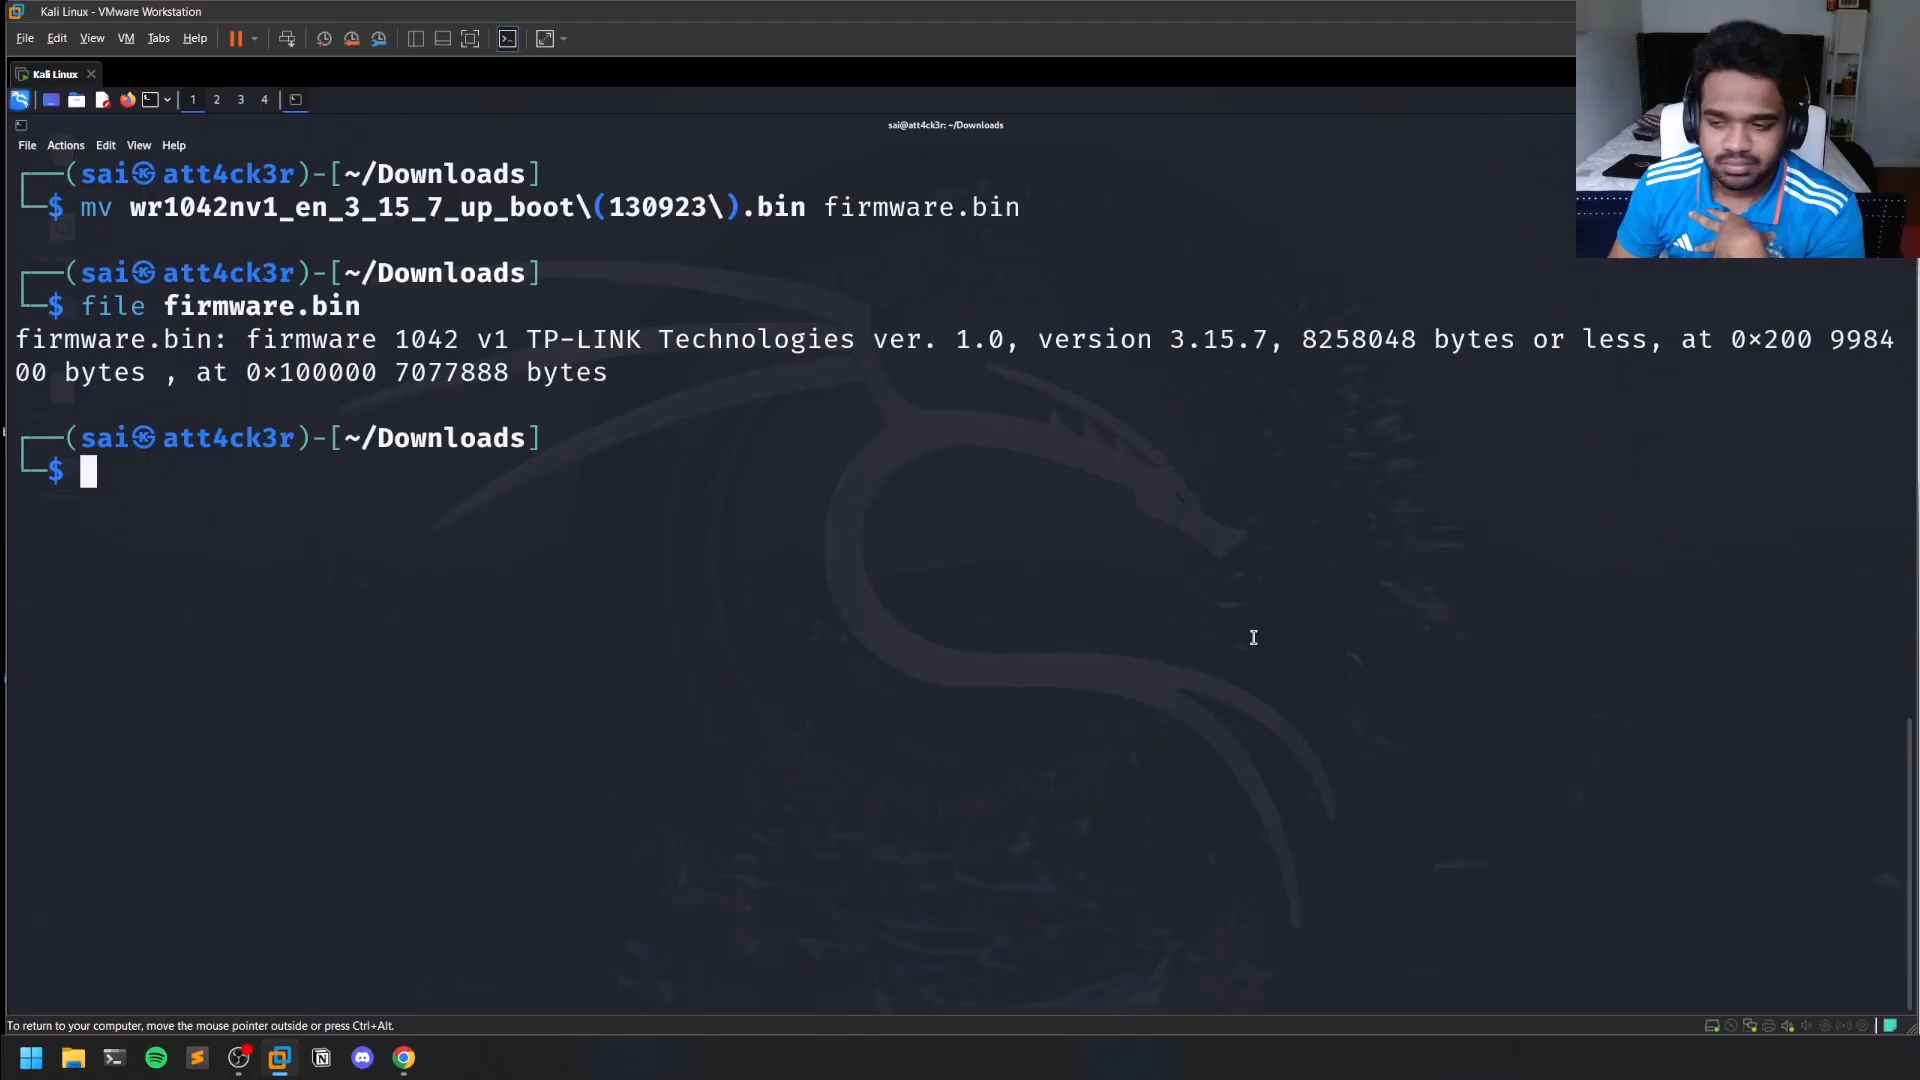 Kali Linux - VMware Workstation
File Edit View VM Tabs Help
Kali Linux
1 2 3 4
sai@att4ck3r: ~/Downloads
File Actions Edit View Help
┌──(sai㉿att4ck3r)-[~/Downloads]
└─$ mv wr1042nv1_en_3_15_7_up_boot\(130923\).bin firmware.bin
┌──(sai㉿att4ck3r)-[~/Downloads]
└─$ file firmware.bin
firmware.bin: firmware 1042 v1 TP-LINK Technologies ver. 1.0, version 3.15.7, 8258048 bytes or less, at 0×200 9984
00 bytes , at 0×100000 7077888 bytes
┌──(sai㉿att4ck3r)-[~/Downloads]
└─$
To return to your computer, move the mouse pointer outside or press Ctrl+Alt.